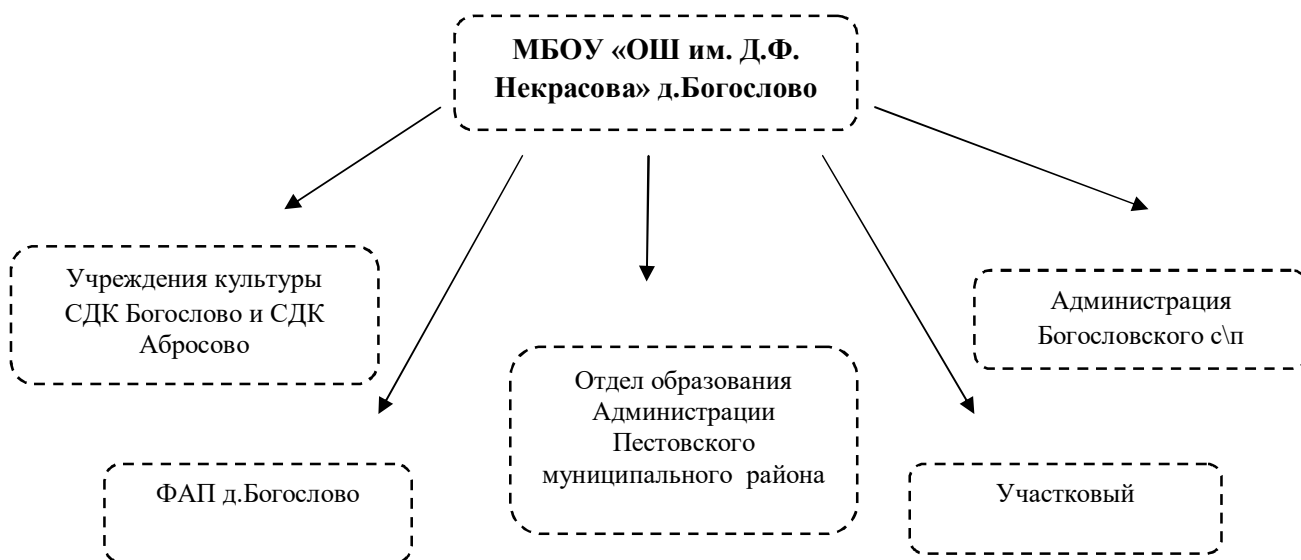 МБОУ «ОШ им. Д.Ф.
Некрасова» д.Богослово
Учреждения культуры
СДК Богослово и СДК
Абросово
Администрация
Богословского с\п
Отдел образования
Администрации
Пестовского
муниципального района
ФАП д.Богослово
Участковый